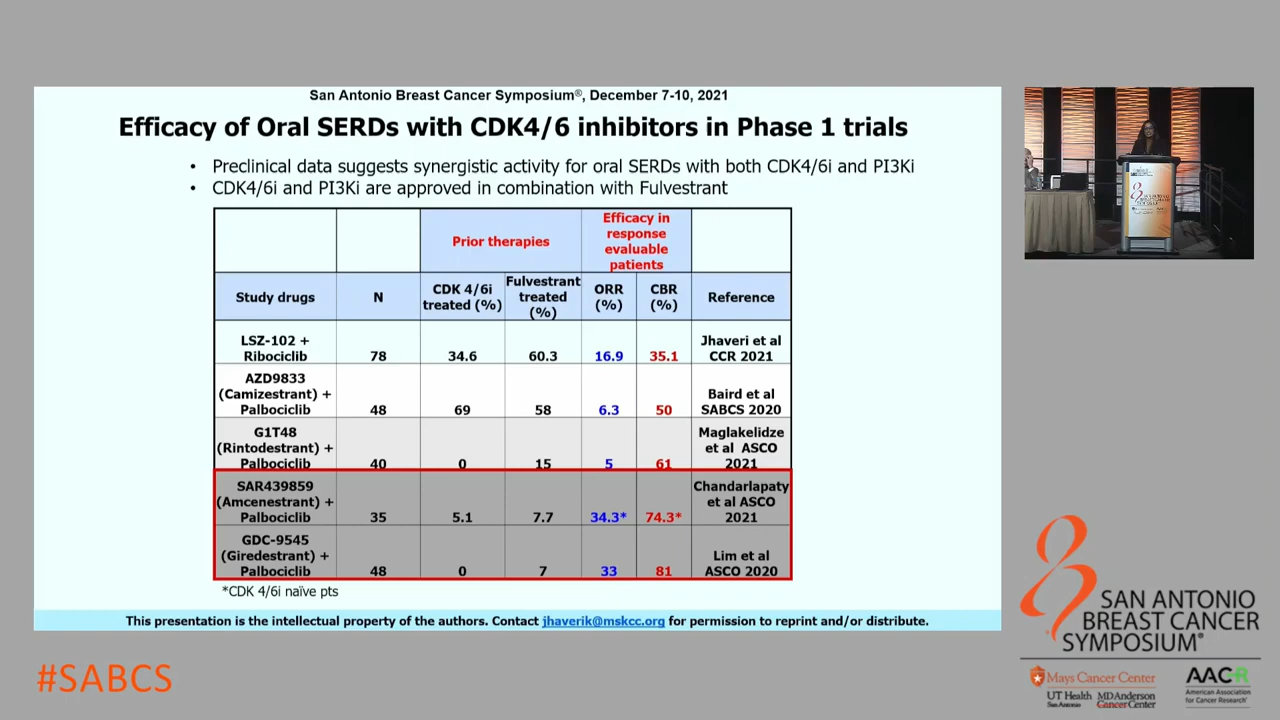 San Antonio Breast Cancer Symposium®, December 7-10, 2021
Efficacy of Oral SERDs with CDK4/6 inhibitors in Phase 1 trials
• Preclinical data suggests synergistic activity for oral SERDs with both CDK4/6i and PI3Ki
• CDK4/6i and PI3Ki are approved in combination with Fulvestrant
Prior therapies
Efficacy in
response
evaluable
patients
Study drugs
N
CDK 4/6i
treated (%)
Fulvestrant
treated
(%)
ORR
(%)
CBR
(%)
Reference
LSZ-102 +
Ribociclib
78
34.6
60.3
16.9
35.1
Jhaveri et al
CCR 2021
AZD9833
(Camizestrant) +
Palbociclib
48
69
58
6.3
50
Baird et al
SABCS 2020
G1T48
(Rintodestrant) +
Palbociclib
40
0
15
5
61
Maglakelidze
et al ASCO
2021
SAR439859
(Amcenestrant) +
Palbociclib
35
5.1
7.7
34.3*
74.3*
Chandarlapaty
et al ASCO
2021
GDC-9545
(Giredestrant) +
Palbociclib
48
0
7
33
81
Lim et al
ASCO 2020
*CDK 4/6i naïve pts
This presentation is the intellectual property of the authors. Contact jhaverik@mskcc.org for permission to reprint and/or distribute.
#SABCS
SAN ANTONIO
BREAST CANCER
SYMPOSIUM®
Mays Cancer Center
UT Health
San Antonio
MD Anderson
Cancer Center
AACR
American Association
for Cancer Research